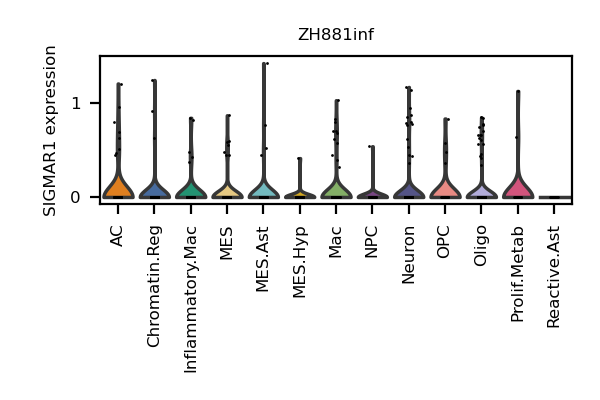 ZH881inf
SIGMAR1 expression
1
0
AC
Chromatin.Reg
Inflammatory.Mac
MES
MES.Ast
MES.Hyp
Mac
NPC
Neuron
OPC
Oligo
Prolif.Metab
Reactive.Ast